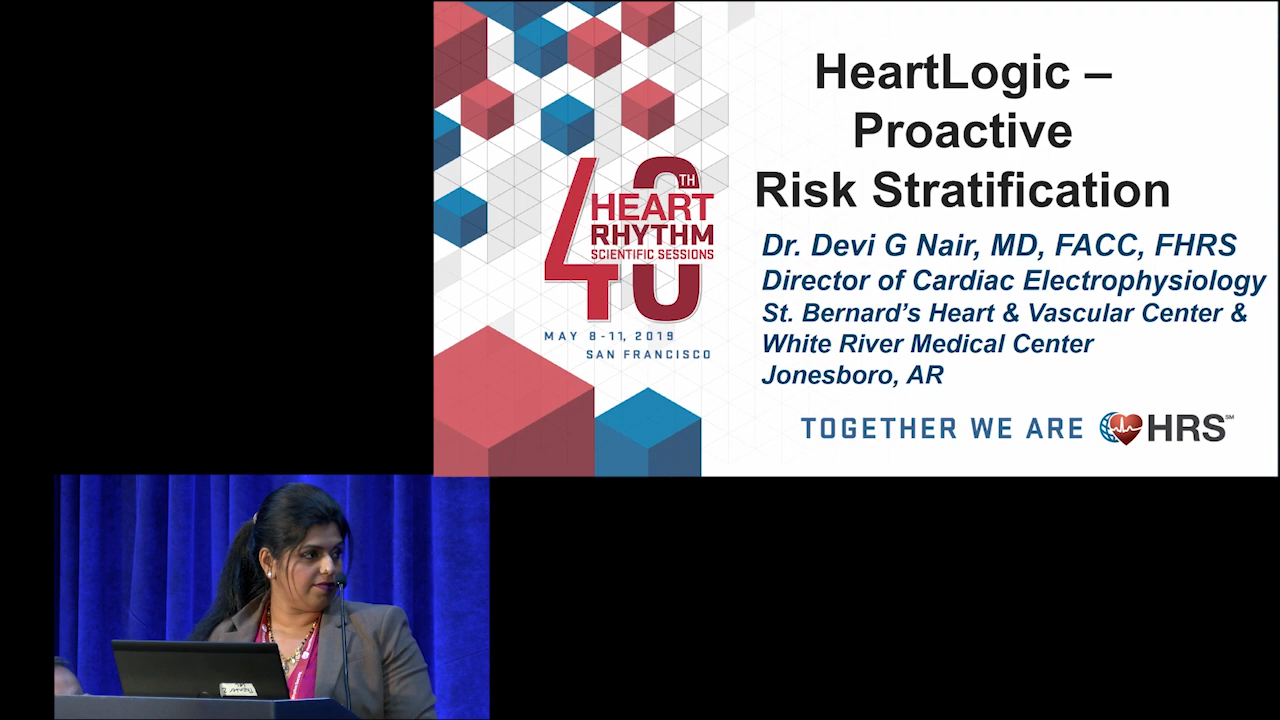 HeartLogic –
Proactive
Risk Stratification
Dr. Devi G Nair, MD, FACC, FHRS
Director of Cardiac Electrophysiology
St. Bernard's Heart & Vascular Center &
White River Medical Center
Jonesboro, AR
40TH
HEART
RHYTHM
SCIENTIFIC SESSIONS
MAY 8-11, 2019
SAN FRANCISCO
TOGETHER WE ARE HRS SM